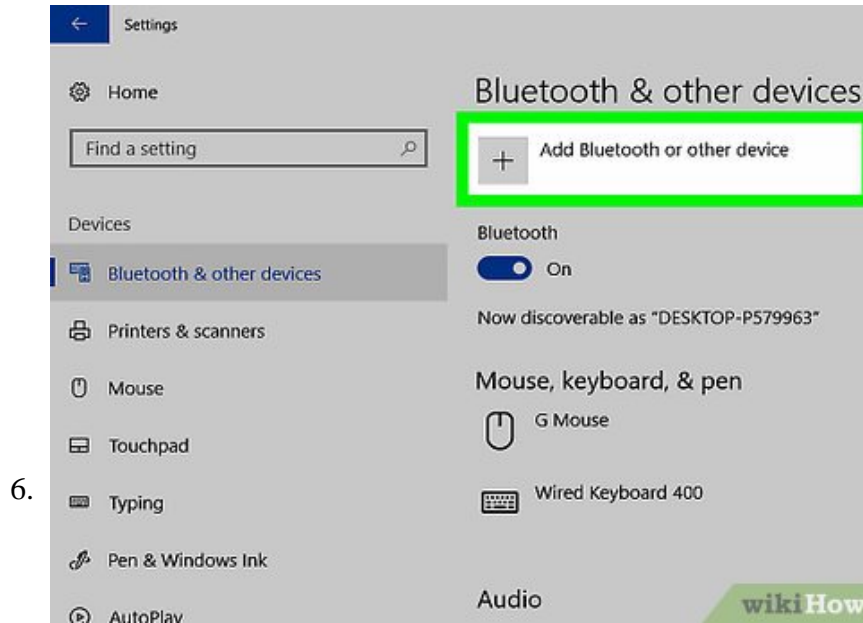 Settings
Home
Find a setting
Devices
Bluetooth & other devices
Printers & scanners
Mouse
Touchpad
6.
Typing
Pen & Windows Ink
AutoPlay
Bluetooth & other devices
Add Bluetooth or other device
Bluetooth
On
Now discoverable as "DESKTOP-P579963"
Mouse, keyboard, & pen
G Mouse
Wired Keyboard 400
Audio
wikiHow